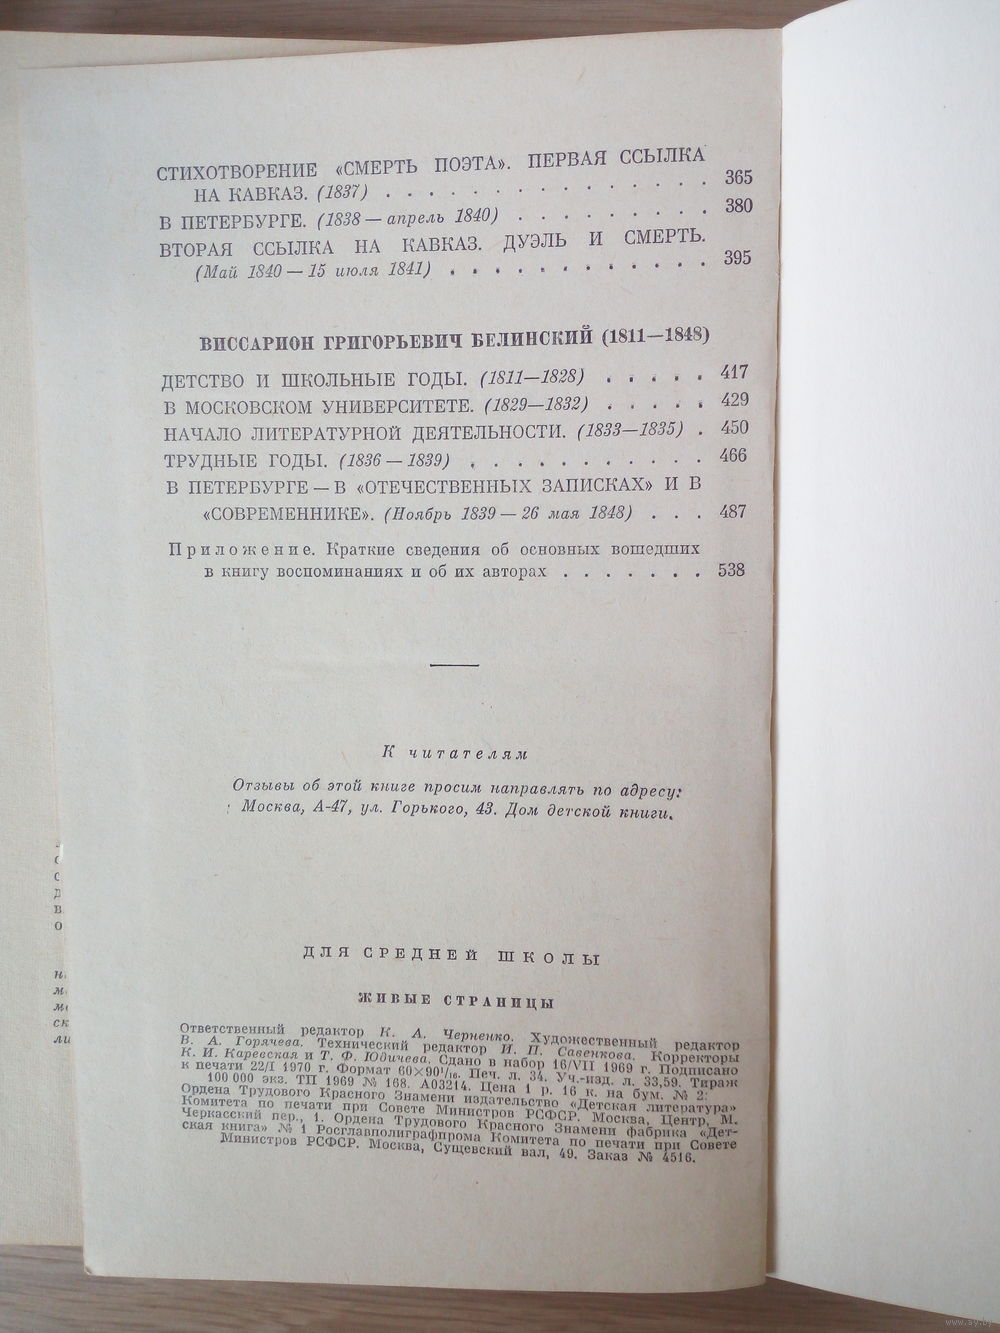 СТИХОТВОРЕНИЕ «СМЕРТЬ ПОЭТА». ПЕРВАЯ ССЫЛКА
НА КАВКАЗ. (1837) . . . . . . . . . . . . . . 365
В ПЕТЕРБУРГЕ. (1838 — апрель 1840) . . . . . . . . . 380
ВТОРАЯ ССЫЛКА НА КАВКАЗ. ДУЭЛЬ И СМЕРТЬ.
(Май 1840 — 15 июля 1841) . . . . . . . . . . . . 395
ВИССАРИОН ГРИГОРЬЕВИЧ БЕЛИНСКИЙ (1811—1848)
ДЕТСТВО И ШКОЛЬНЫЕ ГОДЫ. (1811—1828) . . . . . 417
В МОСКОВСКОМ УНИВЕРСИТЕТЕ. (1829—1832) . . . . . 429
НАЧАЛО ЛИТЕРАТУРНОЙ ДЕЯТЕЛЬНОСТИ. (1833—1835) . 450
ТРУДНЫЕ ГОДЫ. (1836 — 1839) . . . . . . . . . . . 466
В ПЕТЕРБУРГЕ — В «ОТЕЧЕСТВЕННЫХ ЗАПИСКАХ» И В
«СОВРЕМЕННИКЕ». (Ноябрь 1839 — 26 мая 1848) . . . 487
Приложение. Краткие сведения об основных вошедших
в книгу воспоминаниях и об их авторах . . . . . . . 538
К читателям
Отзывы об этой книге просим направлять по адресу:
Москва, А-47, ул. Горького, 43. Дом детской книги.
ДЛЯ СРЕДНЕЙ ШКОЛЫ
ЖИВЫЕ СТРАНИЦЫ
Ответственный редактор К. А. Черненко. Художественный редактор
В. А. Горячева. Технический редактор И. П. Савенкова. Корректоры
К. И. Каревская и Т. Ф. Юдичева. Сдано в набор 16/VII 1969 г. Подписано
к печати 22/I 1970 г. Формат 60×90¹/₁₆. Печ. л. 34. Уч.-изд. л. 33,59. Тираж
100 000 экз. ТП 1969 № 168. А03214. Цена 1 р. 16 к. на бум. № 2.
Ордена Трудового Красного Знамени издательство «Детская литература»
Комитета по печати при Совете Министров РСФСР. Москва, Центр, М.
Черкасский пер., 1. Ордена Трудового Красного Знамени фабрика «Дет-
ская книга» № 1 Росглавполиграфпрома Комитета по печати при Совете
Министров РСФСР. Москва, Сущевский вал, 49. Заказ № 4516.
www.ay.by